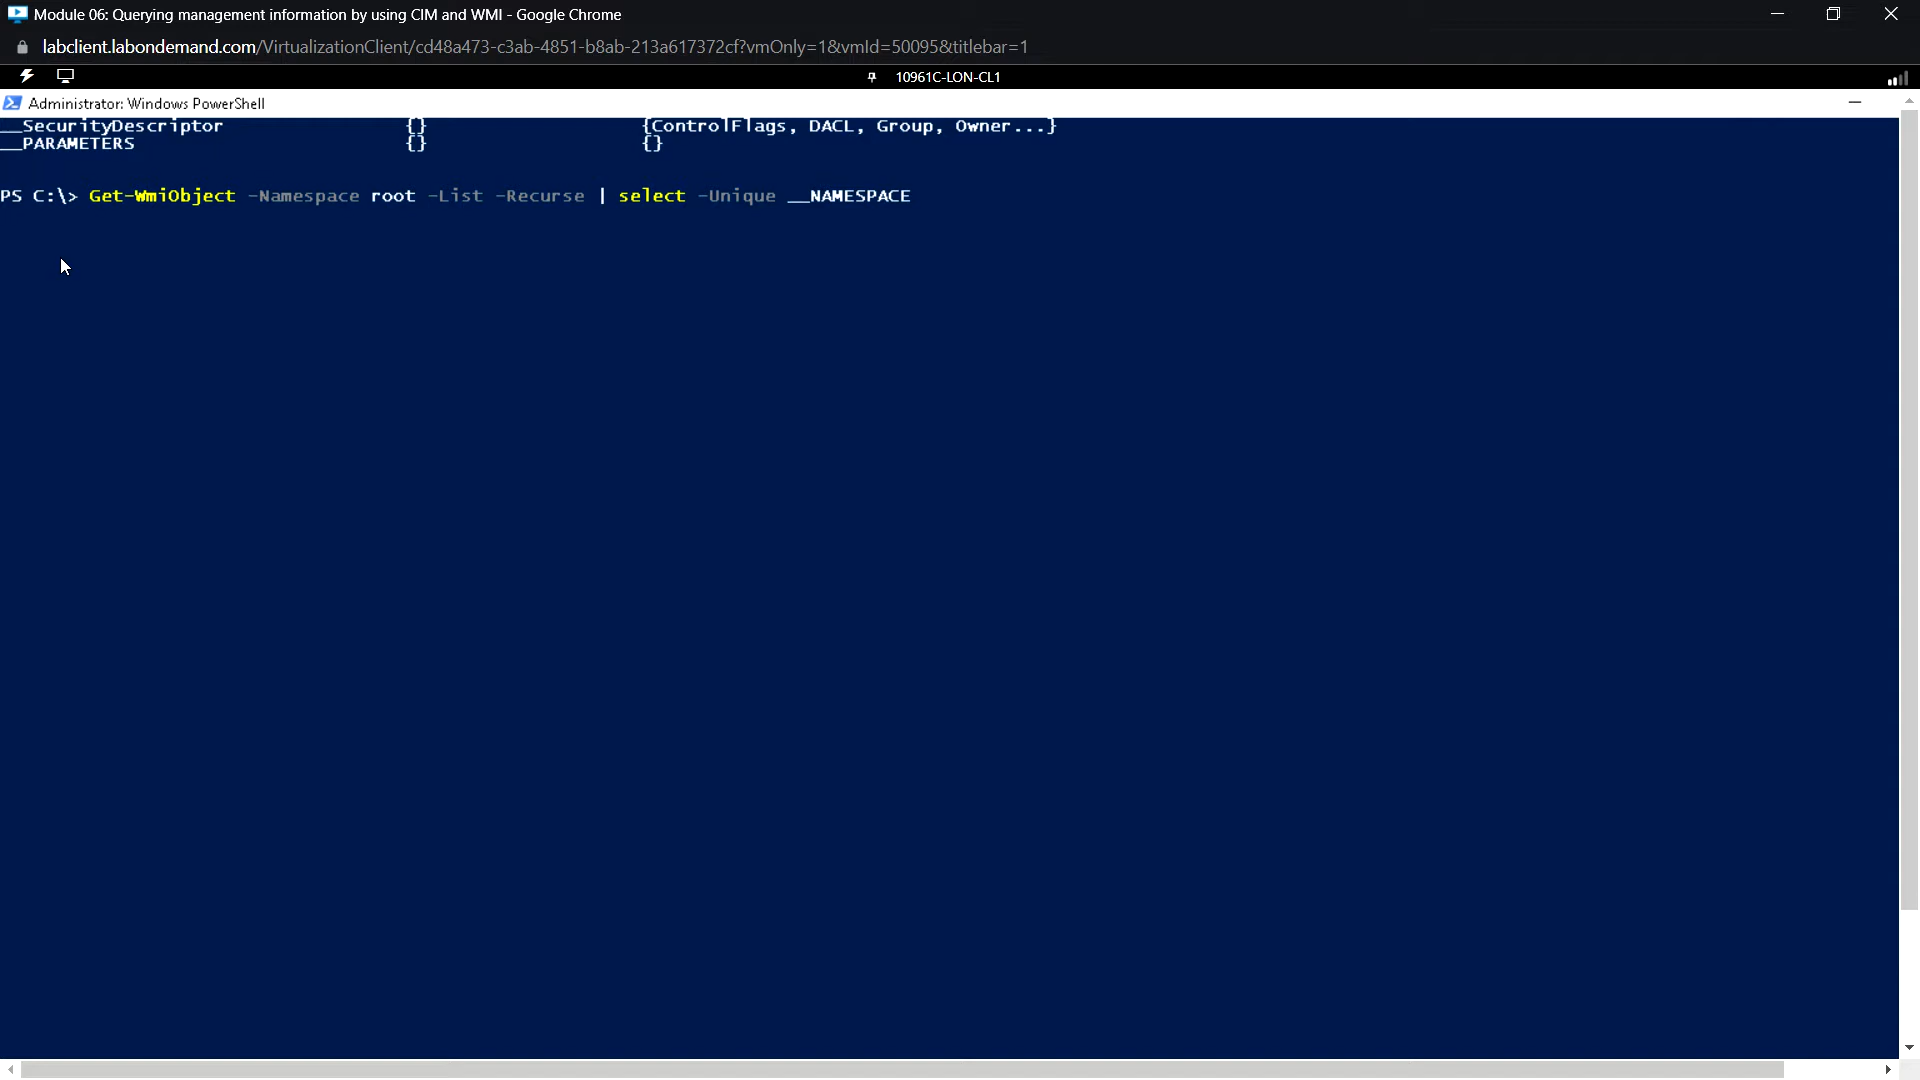 Module 06: Querying management information by using CIM and WMI - Google Chrome
labclient.labondemand.com/VirtualizationClient/cd48a473-c3ab-4851-b8ab-213a617372cf?vmOnly=1&vmId=50095&titlebar=1
10961C-LON-CL1
Administrator: Windows PowerShell
__SecurityDescriptor {} {ControlFlags, DACL, Group, Owner...}
__PARAMETERS {} {}
PS C:\> Get-WmiObject -Namespace root -List -Recurse | select -Unique __NAMESPACE